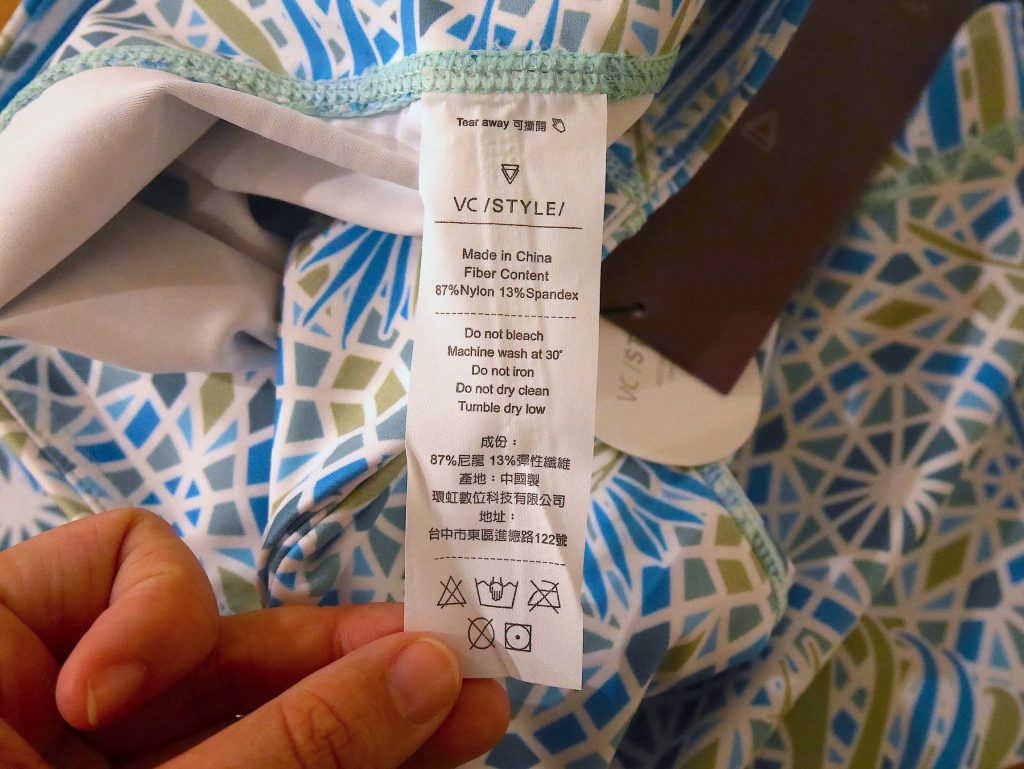 Tear away 可撕開
VC /STYLE/
Made in China
Fiber Content
87%Nylon 13%Spandex
Do not bleach
Machine wash at 30°
Do not iron
Do not dry clean
Tumble dry low
成份：
87%尼龍 13%彈性纖維
產地：中國製
環虹數位科技有限公司
地址：
台中市東區進德路122號
VC /ST